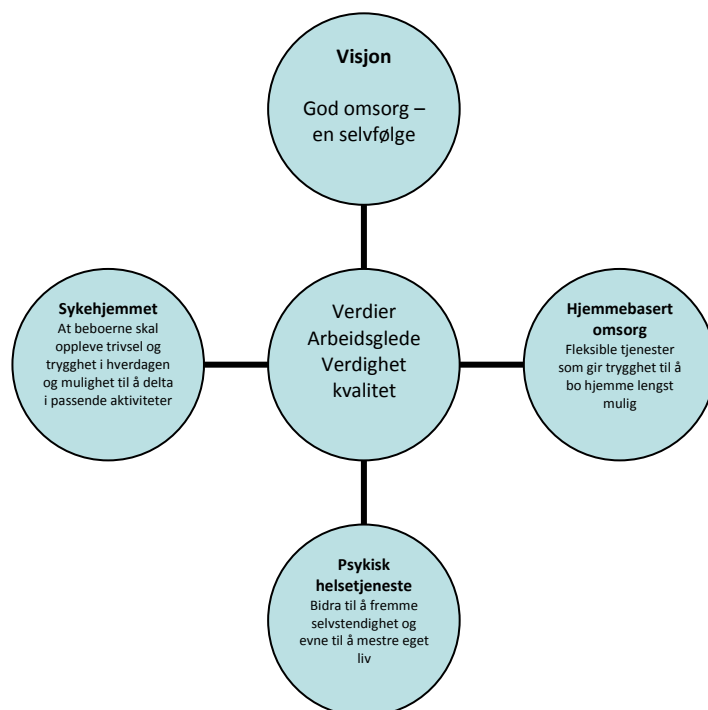 Visjon
God omsorg –
en selvfølge
Sykehjemmet
At beboerne skal
oppleve trivsel og
trygghet i hverdagen
og mulighet til å delta
i passende aktiviteter
Verdier
Arbeidsglede
Verdighet
kvalitet
Hjemmebasert
omsorg
Fleksible tjenester
som gir trygghet til å
bo hjemme lengst
mulig
Psykisk
helsetjeneste
Bidra til å fremme
selvstendighet og
evne til å mestre eget
liv